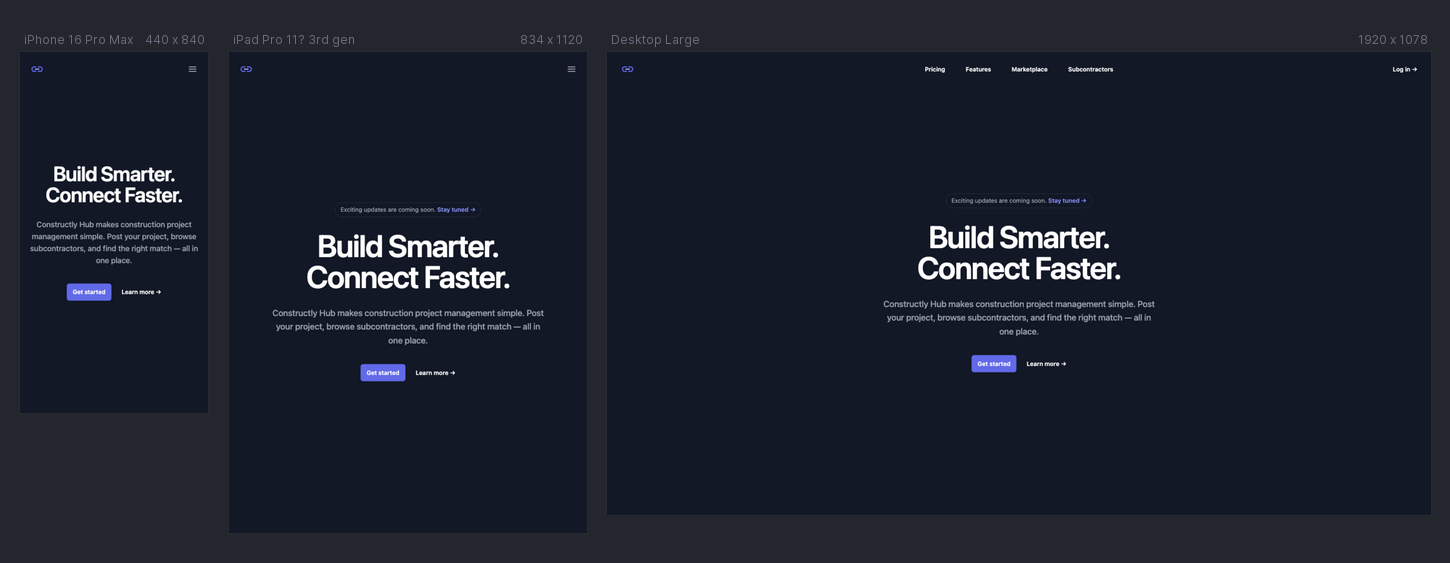 iPhone 16 Pro Max 440 x 840
Build Smarter.
Connect Faster.
Constructly Hub makes construction project
management simple. Post your project, browse
subcontractors, and find the right match — all in
one place.
Get started Learn more →
iPad Pro 11? 3rd gen 834 x 1120
Exciting updates are coming soon. Stay tuned →
Build Smarter.
Connect Faster.
Constructly Hub makes construction project management simple. Post
your project, browse subcontractors, and find the right match — all in
one place.
Get started Learn more →
Desktop Large 1920 x 1078
Pricing Features Marketplace Subcontractors Log in →
Exciting updates are coming soon. Stay tuned →
Build Smarter.
Connect Faster.
Constructly Hub makes construction project management simple. Post
your project, browse subcontractors, and find the right match — all in
one place.
Get started Learn more →